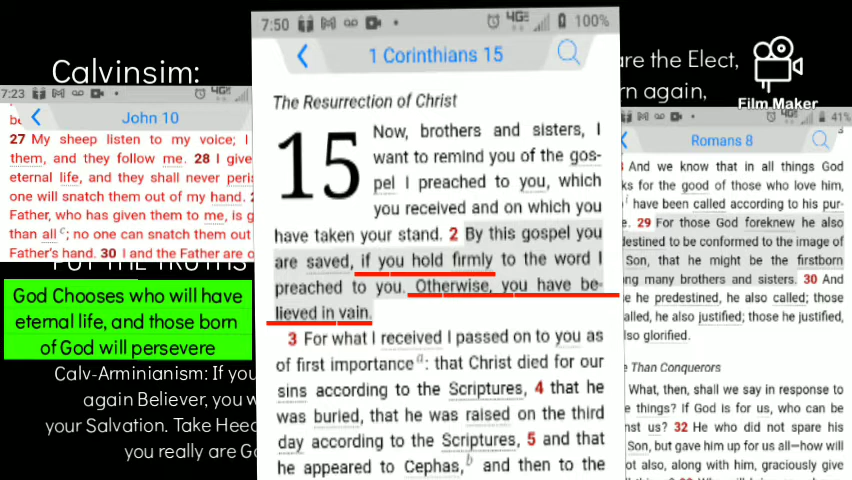 Calvinsim:
are the Elect,
rn again,
Film Maker
7:23
4GE
John 10
27 My sheep listen to my voice; I
them, and they follow me. 28 I give
eternal life, and they shall never peris
one will snatch them out of my hand.
Father, who has given them to me, is g
than all c; no one can snatch them out
Father's hand. 30 I and the Father are o
PUT THE TRUTHS
God Chooses who will have
eternal life, and those born
of God will persevere
Calv-Arminianism: If you
again Believer, you w
your Salvation. Take Heed
you really are Go
7:50
4GE
100%
1 Corinthians 15
The Resurrection of Christ
15 Now, brothers and sisters, I
want to remind you of the gos-
pel I preached to you, which
you received and on which you
have taken your stand. 2 By this gospel you
are saved, if you hold firmly to the word I
preached to you. Otherwise, you have be-
lieved in vain.
3 For what I received I passed on to you as
of first importance a: that Christ died for our
sins according to the Scriptures, 4 that he
was buried, that he was raised on the third
day according to the Scriptures, 5 and that
he appeared to Cephas, b and then to the
4GE
41%
Romans 8
And we know that in all things God
ks for the good of those who love him,
have been called according to his pur-
e. 29 For those God foreknew he also
destined to be conformed to the image of
Son, that he might be the firstborn
ng many brothers and sisters. 30 And
e he predestined, he also called; those
alled, he also justified; those he justified,
lso glorified.
e Than Conquerors
What, then, shall we say in response to
e things? If God is for us, who can be
nst us? 32 He who did not spare his
Son, but gave him up for us all—how will
ot also, along with him, graciously give